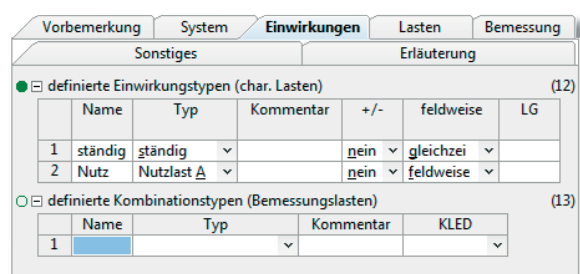 Vorbemerkung System Einwirkungen Lasten Bemessung
Sonstiges Erläuterung
definierte Einwirkungstypen (char. Lasten) (12)
Name Typ Kommentar +/- feldweise LG
1 ständig ständig nein gleichzei
2 Nutz Nutzlast A nein feldweise
definierte Kombinationstypen (Bemessungslasten) (13)
Name Typ Kommentar KLED
1